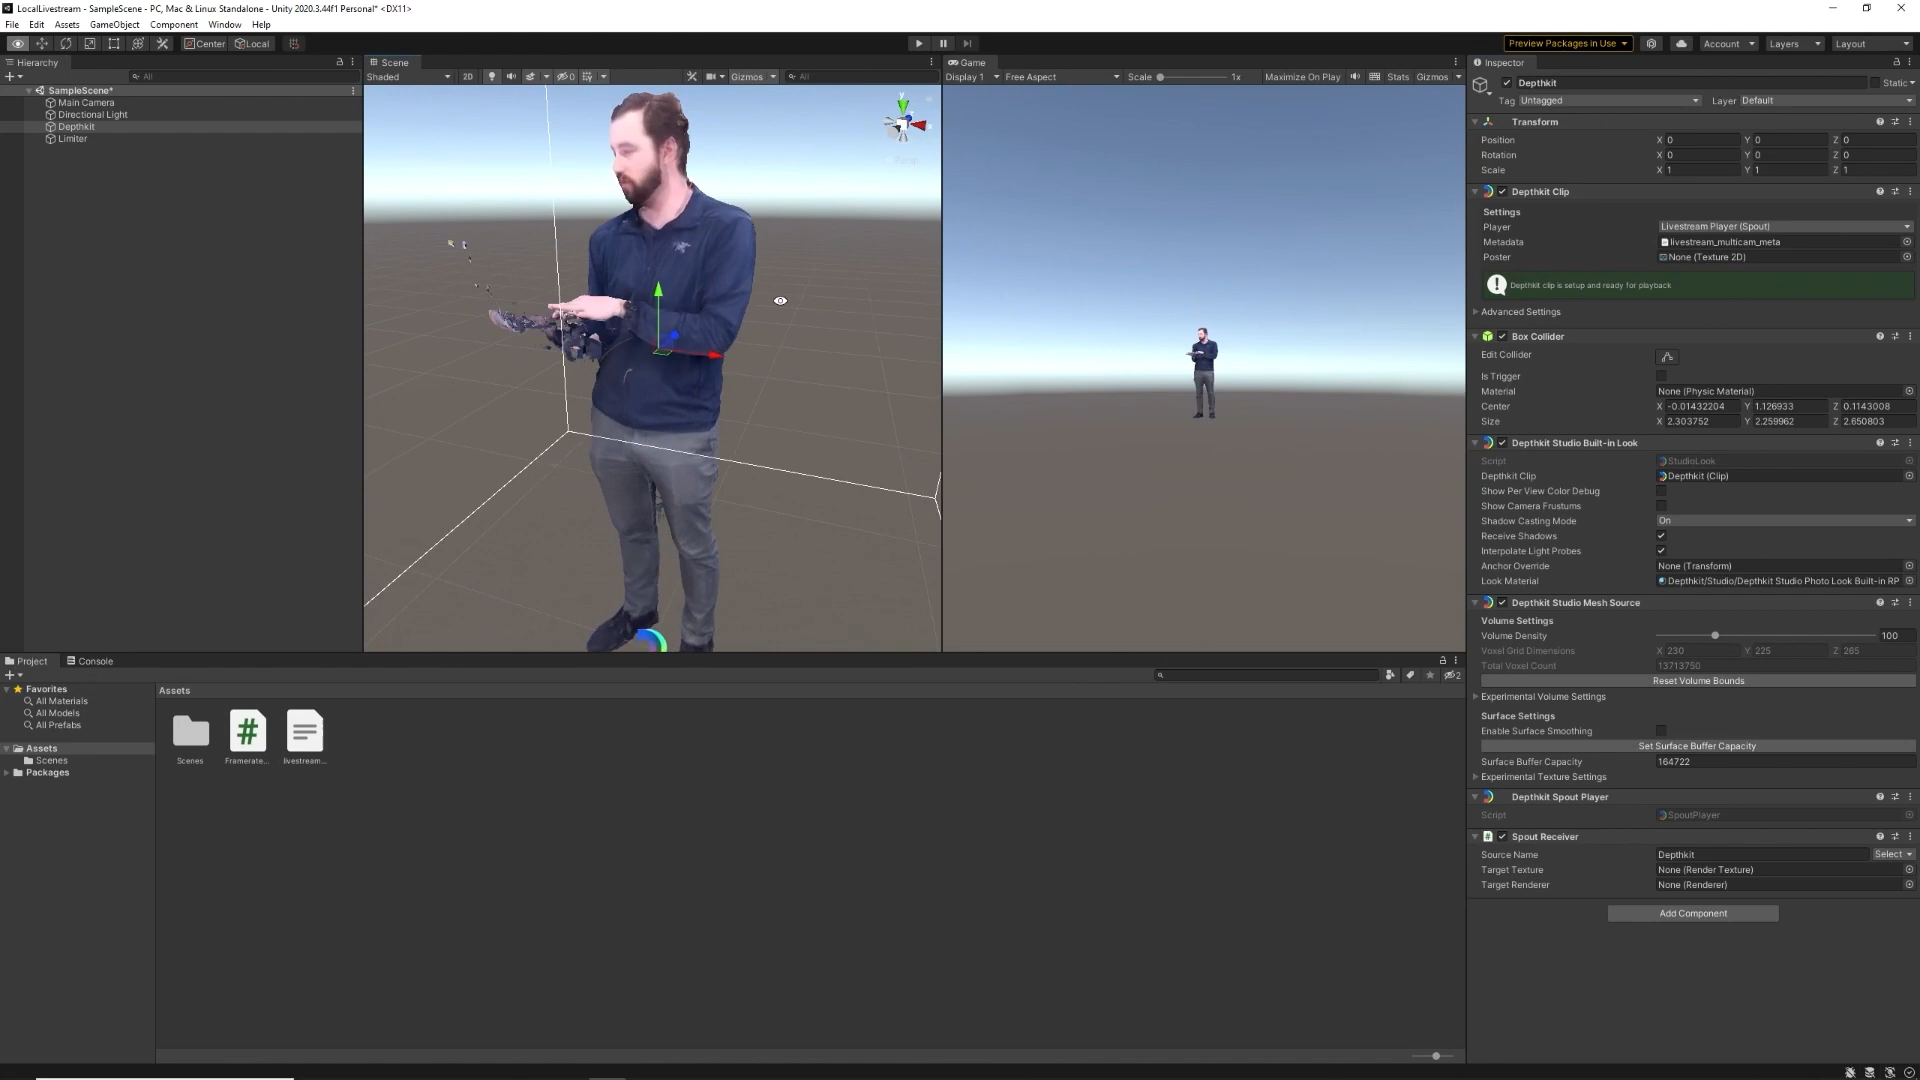 LocalLivestream - SampleScene - PC, Mac & Linux Standalone - Unity 2020.3.44f1 Personal* <DX11>
File Edit Assets GameObject Component Window Help
Center Local
Preview Packages in Use Account Layers Layout
Hierarchy
All
SampleScene*
Main Camera
Directional Light
Depthkit
Limiter
Scene
Shaded 2D 0 Gizmos All
y
x
Persp
Game
Display 1 Free Aspect Scale 1x Maximize On Play Stats Gizmos
Inspector
Depthkit Static
Tag Untagged Layer Default
Transform
Position X 0 Y 0 Z 0
Rotation X 0 Y 0 Z 0
Scale X 1 Y 1 Z 1
Depthkit Clip
Settings
Player Livestream Player (Spout)
Metadata livestream_multicam_meta
Poster None (Texture 2D)
Depthkit clip is setup and ready for playback
Advanced Settings
Box Collider
Edit Collider
Is Trigger
Material None (Physic Material)
Center X -0.01432204 Y 1.126933 Z 0.1143008
Size X 2.303752 Y 2.259962 Z 2.650803
Depthkit Studio Built-in Look
Script StudioLook
Depthkit Clip Depthkit (Clip)
Show Per View Color Debug
Show Camera Frustums
Shadow Casting Mode On
Receive Shadows
Interpolate Light Probes
Anchor Override None (Transform)
Look Material Depthkit/Studio/Depthkit Studio Photo Look Built-in RP
Depthkit Studio Mesh Source
Volume Settings
Volume Density 100
Voxel Grid Dimensions X 230 Y 225 Z 265
Total Voxel Count 13713750
Reset Volume Bounds
Experimental Volume Settings
Surface Settings
Enable Surface Smoothing
Set Surface Buffer Capacity
Surface Buffer Capacity 164722
Experimental Texture Settings
Depthkit Spout Player
Script SpoutPlayer
Spout Receiver
Source Name Depthkit Select
Target Texture None (Render Texture)
Target Renderer None (Renderer)
Add Component
Project Console
2
Favorites
All Materials
All Models
All Prefabs
Assets
Scenes
Packages
Assets
Scenes Framerate... livestream...